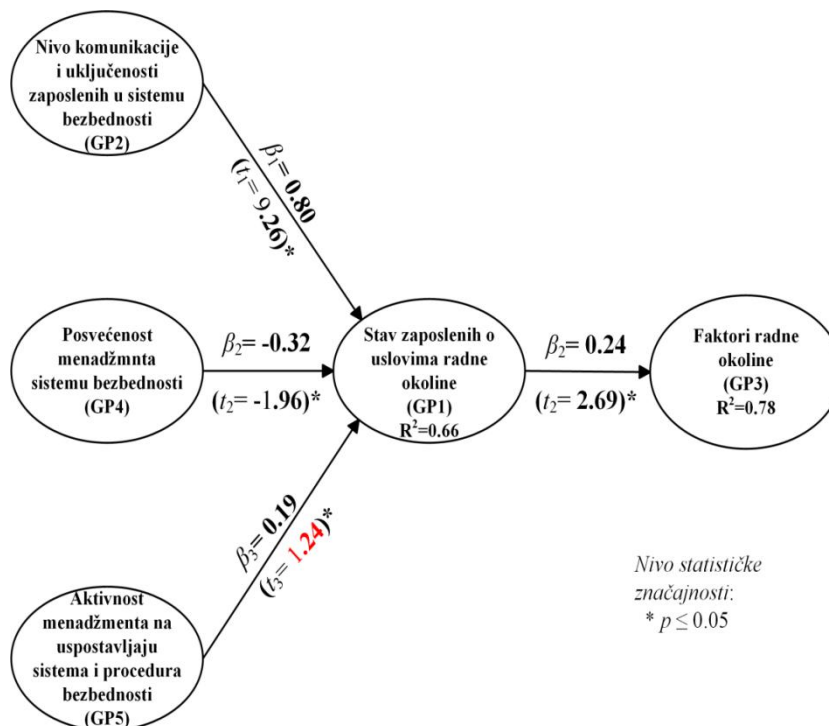 Nivo komunikacije
i uključenosti
zaposlenih u sistemu
bezbednosti
(GP2)
β1= 0.80
(t1= 9.26)*
Posvećenost
menadžmnta
sistemu bezbednosti
(GP4)
β2= -0.32
(t2= -1.96)*
Stav zaposlenih o
uslovima radne
okoline
(GP1)
R²=0.66
β2= 0.24
(t2= 2.69)*
Faktori radne
okoline
(GP3)
R²=0.78
β3= 0.19
(t3= 1.24)*
Aktivnost
menadžmenta na
uspostavljaju
sistema i procedura
bezbednosti
(GP5)
Nivo statističke
značajnosti:
* p ≤ 0.05